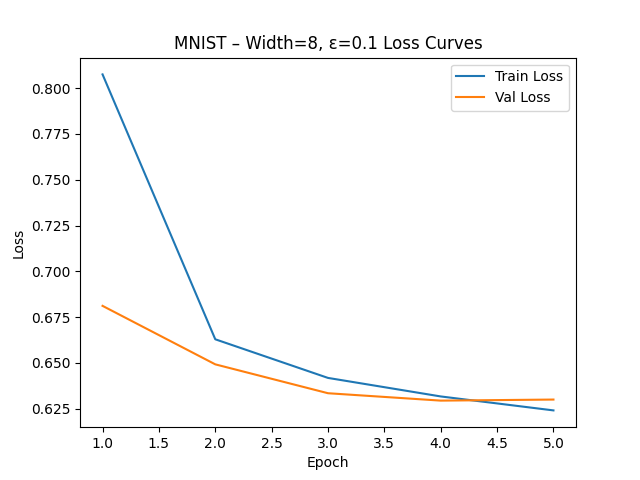 MNIST – Width=8, ε=0.1 Loss Curves
Train Loss
Val Loss
Loss
0.800
0.775
0.750
0.725
0.700
0.675
0.650
0.625
1.0 1.5 2.0 2.5 3.0 3.5 4.0 4.5 5.0
Epoch